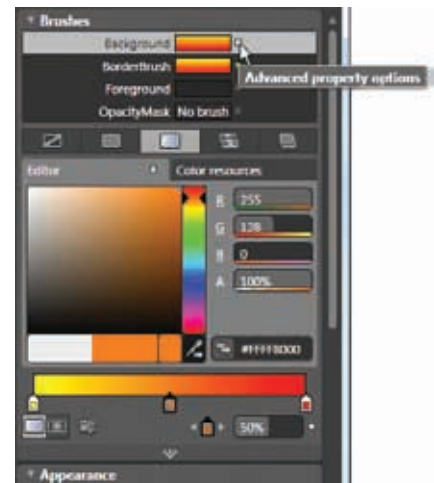 Brushes
Background
Advanced property options
BorderBrush
Foreground
OpacityMask No brush
Editor Color resources
R 255
G 128
B 0
A 100%
#FFFF8000
50%
Appearance